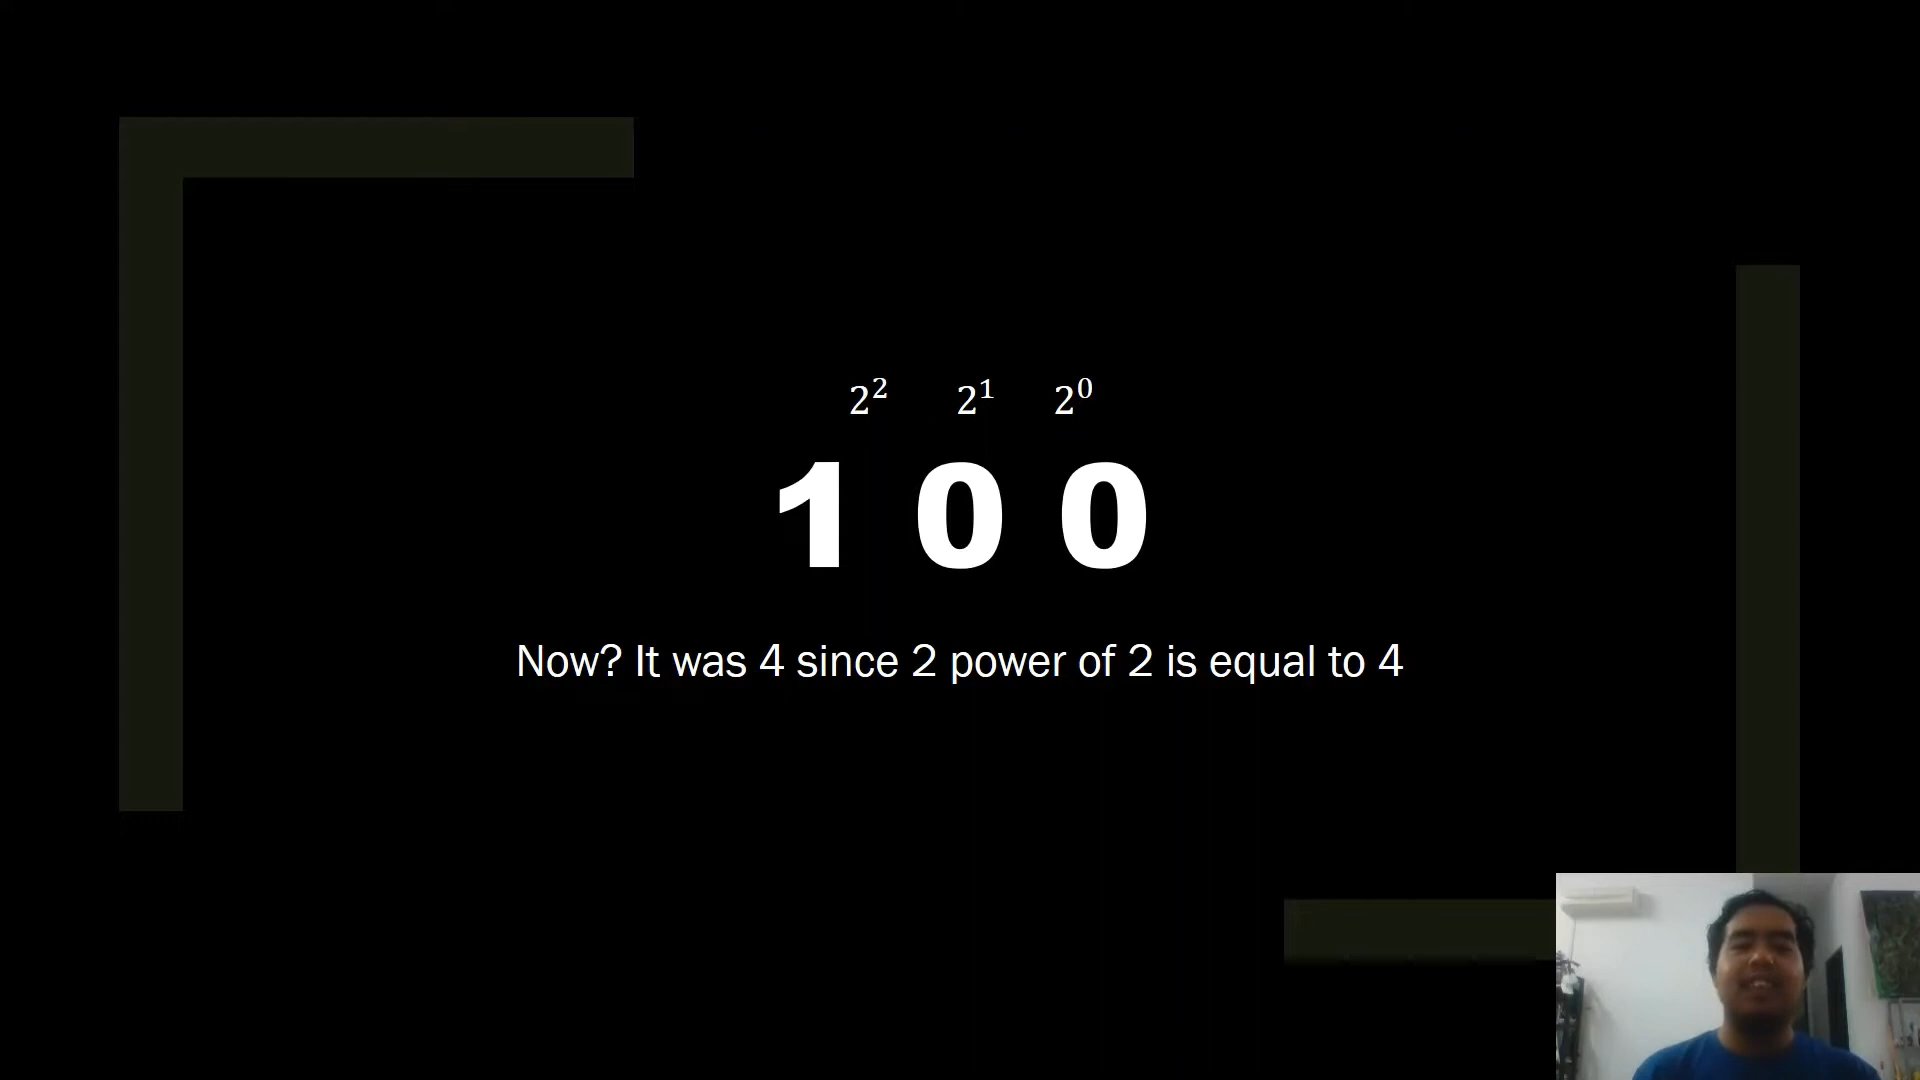 2² 2¹ 2⁰
1 0 0
Now? It was 4 since 2 power of 2 is equal to 4